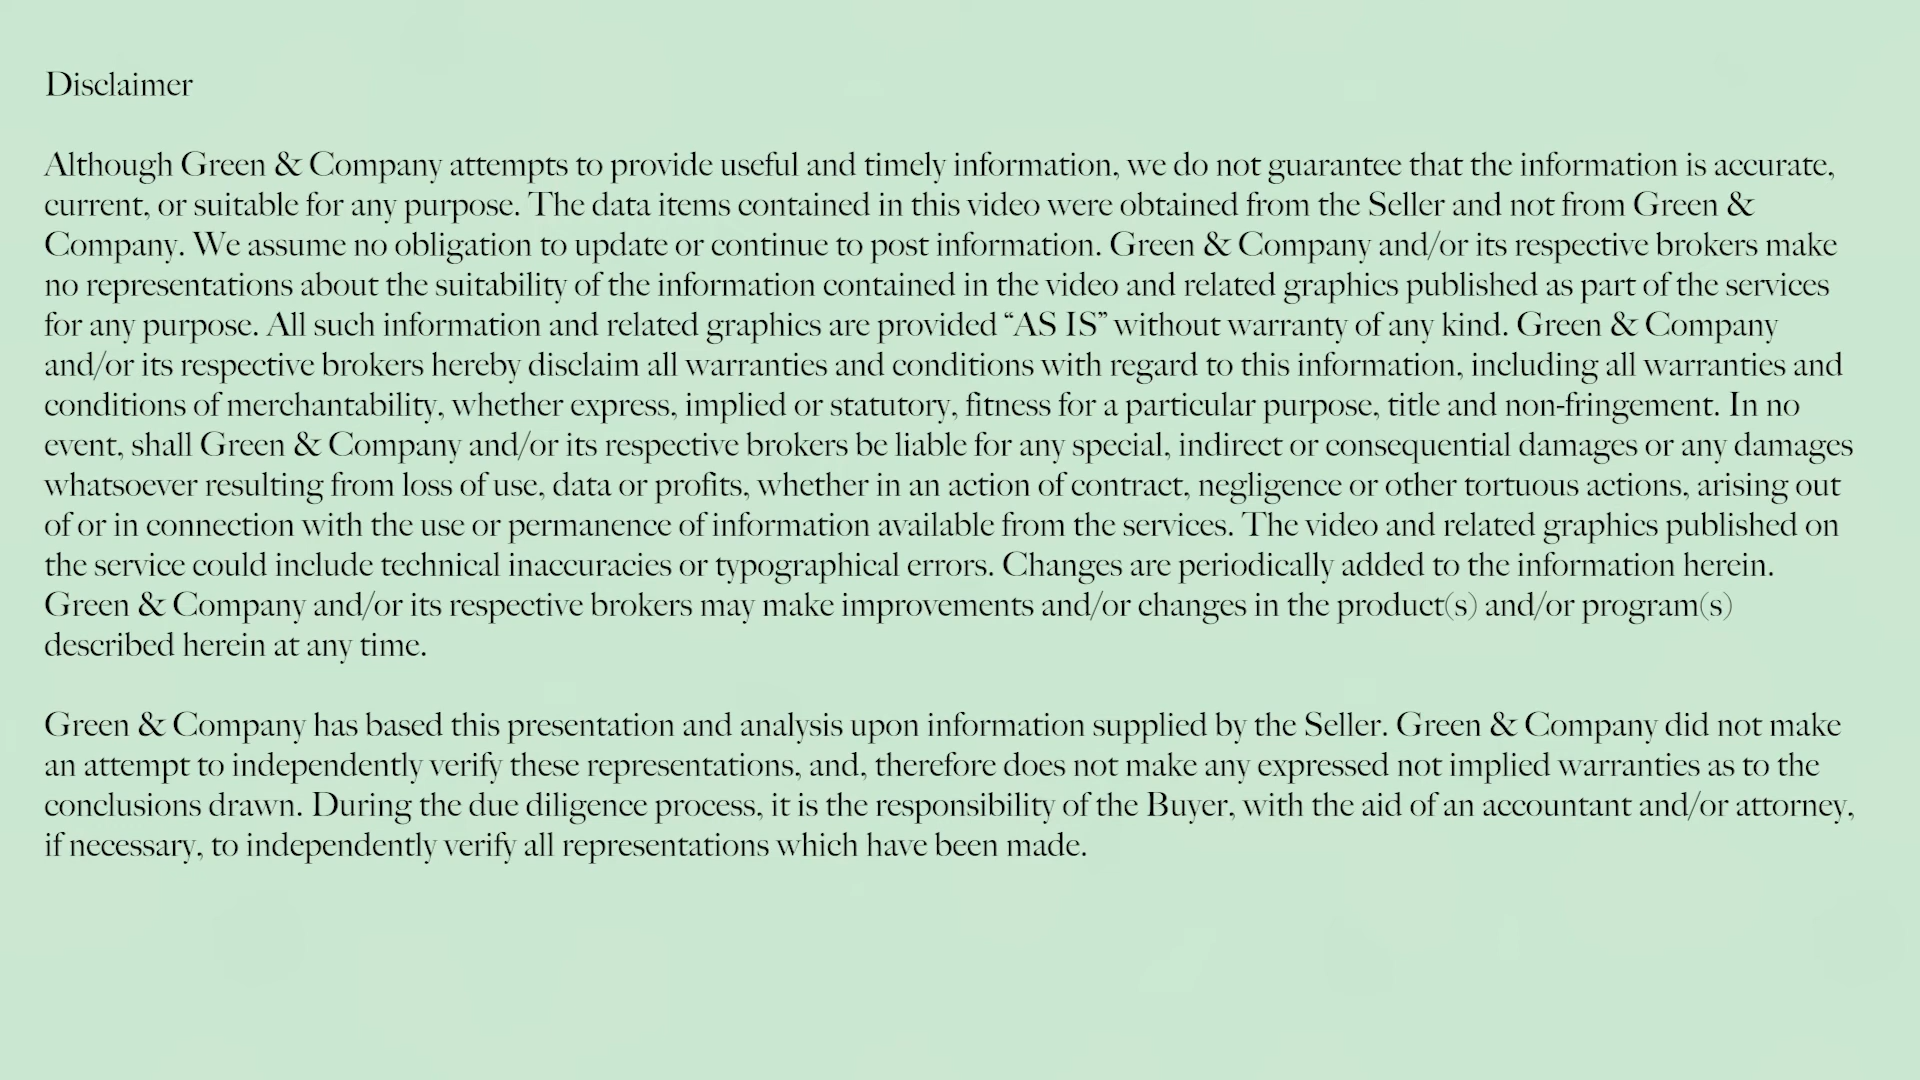 Disclaimer
Although Green & Company attempts to provide useful and timely information, we do not guarantee that the information is accurate,
current, or suitable for any purpose. The data items contained in this video were obtained from the Seller and not from Green &
Company. We assume no obligation to update or continue to post information. Green & Company and/or its respective brokers make
no representations about the suitability of the information contained in the video and related graphics published as part of the services
for any purpose. All such information and related graphics are provided “AS IS” without warranty of any kind. Green & Company
and/or its respective brokers hereby disclaim all warranties and conditions with regard to this information, including all warranties and
conditions of merchantability, whether express, implied or statutory, fitness for a particular purpose, title and non-fringement. In no
event, shall Green & Company and/or its respective brokers be liable for any special, indirect or consequential damages or any damages
whatsoever resulting from loss of use, data or profits, whether in an action of contract, negligence or other tortuous actions, arising out
of or in connection with the use or permanence of information available from the services. The video and related graphics published on
the service could include technical inaccuracies or typographical errors. Changes are periodically added to the information herein.
Green & Company and/or its respective brokers may make improvements and/or changes in the product(s) and/or program(s)
described herein at any time.
Green & Company has based this presentation and analysis upon information supplied by the Seller. Green & Company did not make
an attempt to independently verify these representations, and, therefore does not make any expressed not implied warranties as to the
conclusions drawn. During the due diligence process, it is the responsibility of the Buyer, with the aid of an accountant and/or attorney,
if necessary, to independently verify all representations which have been made.